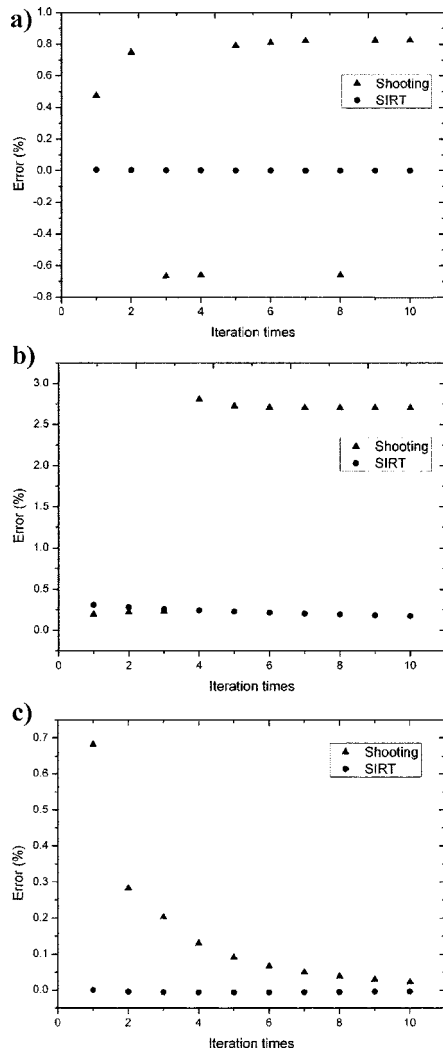 a)
1.0
0.8
0.6
0.4
0.2
0.0
-0.2
-0.4
-0.6
-0.8
Error (%)
Shooting
SIRT
0 2 4 6 8 10
Iteration times
b)
3.0
2.5
2.0
1.5
1.0
0.5
0.0
Error (%)
Shooting
SIRT
0 2 4 6 8 10
Iteration times
c)
0.7
0.6
0.5
0.4
0.3
0.2
0.1
0.0
Error (%)
Shooting
SIRT
0 2 4 6 8 10
Iteration times